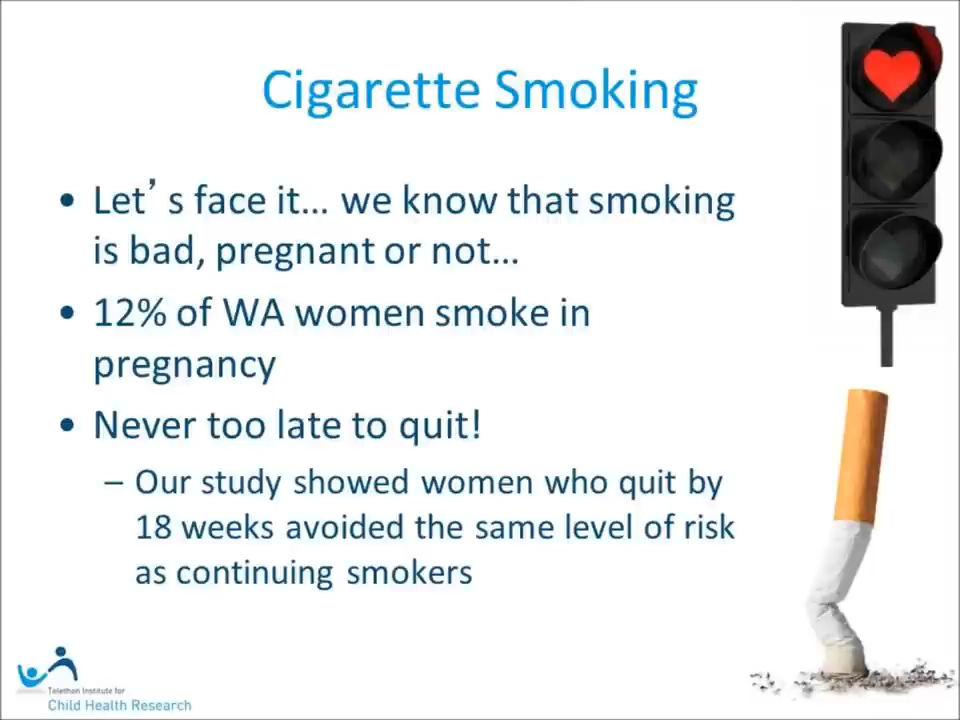 Cigarette Smoking
• Let's face it... we know that smoking
is bad, pregnant or not...
• 12% of WA women smoke in
pregnancy
• Never too late to quit!
– Our study showed women who quit by
18 weeks avoided the same level of risk
as continuing smokers
Telethon Institute for
Child Health Research